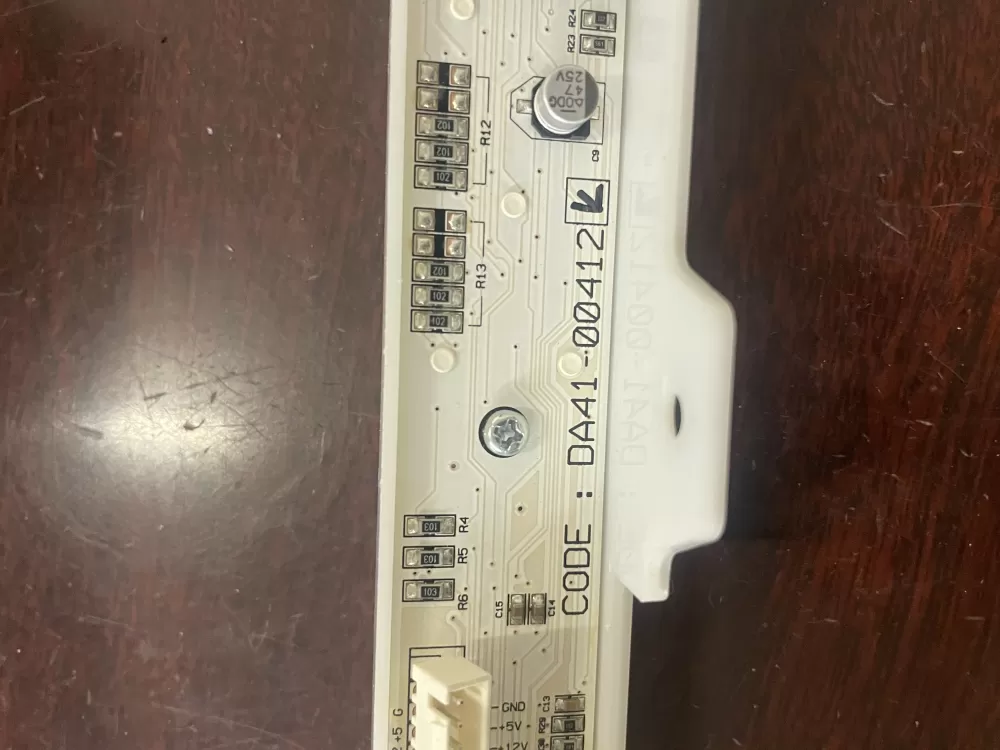 CODE : DA41-00412 K
R24
R23
25V
47
C9
R12
102
102
102
R13
102
102
102
R4
103
R5
103
R6
103
C15
C14
C13
GND
+5V
+12V
R29
+5 G